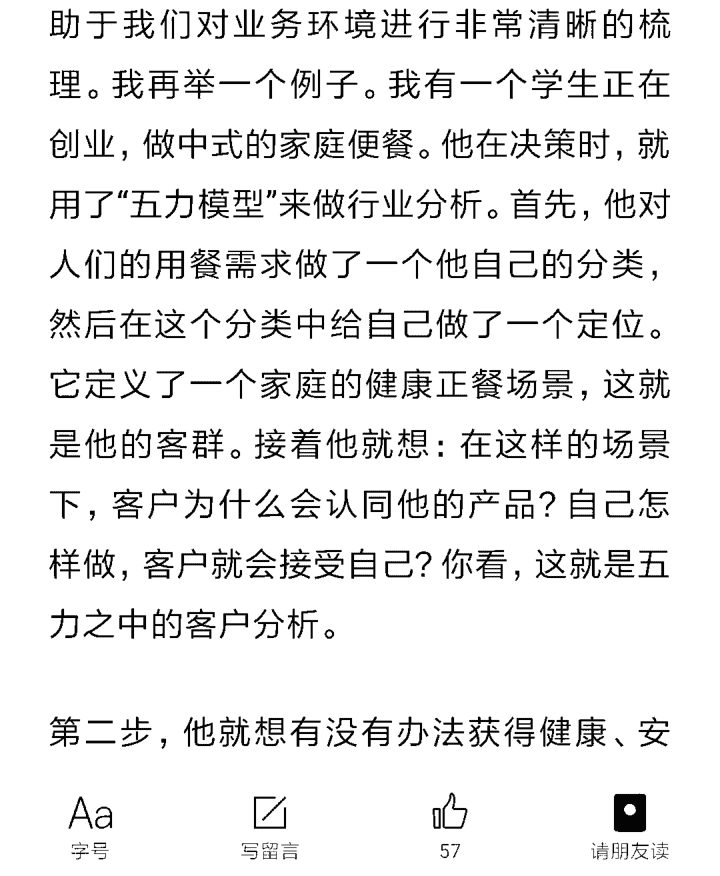 助于我们对业务环境进行非常清晰的梳
理。我再举一个例子。我有一个学生正在
创业，做中式的家庭便餐。他在决策时，就
用了“五力模型”来做行业分析。首先，他对
人们的用餐需求做了一个他自己的分类，
然后在这个分类中给自己做了一个定位。
它定义了一个家庭的健康正餐场景，这就
是他的客群。接着他就想：在这样的场景
下，客户为什么会认同他的产品？自己怎
样做，客户就会接受自己？你看，这就是五
力之中的客户分析。
第二步，他就想有没有办法获得健康、安
Aa
字号
写留言
57
请朋友读